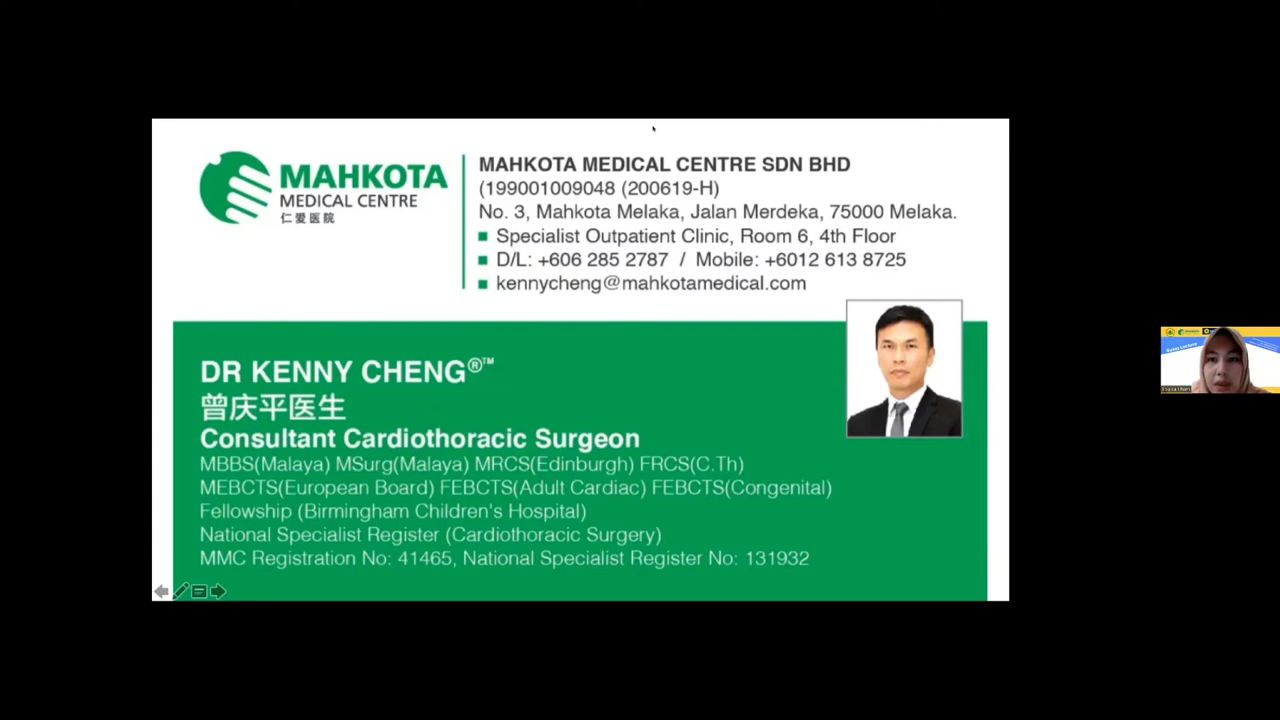 MAHKOTA
MEDICAL CENTRE
仁爱医院
MAHKOTA MEDICAL CENTRE SDN BHD
(199001009048 (200619-H)
No. 3, Mahkota Melaka, Jalan Merdeka, 75000 Melaka.
Specialist Outpatient Clinic, Room 6, 4th Floor
D/L: +606 285 2787 / Mobile: +6012 613 8725
kennycheng@mahkotamedical.com
DR KENNY CHENG®™
曾庆平医生
Consultant Cardiothoracic Surgeon
MBBS(Malaya) MSurg(Malaya) MRCS(Edinburgh) FRCS(C.Th)
MEBCTS(European Board) FEBCTS(Adult Cardiac) FEBCTS(Congenital)
Fellowship (Birmingham Children's Hospital)
National Specialist Register (Cardiothoracic Surgery)
MMC Registration No: 41465, National Specialist Register No: 131932
Guest Lecture